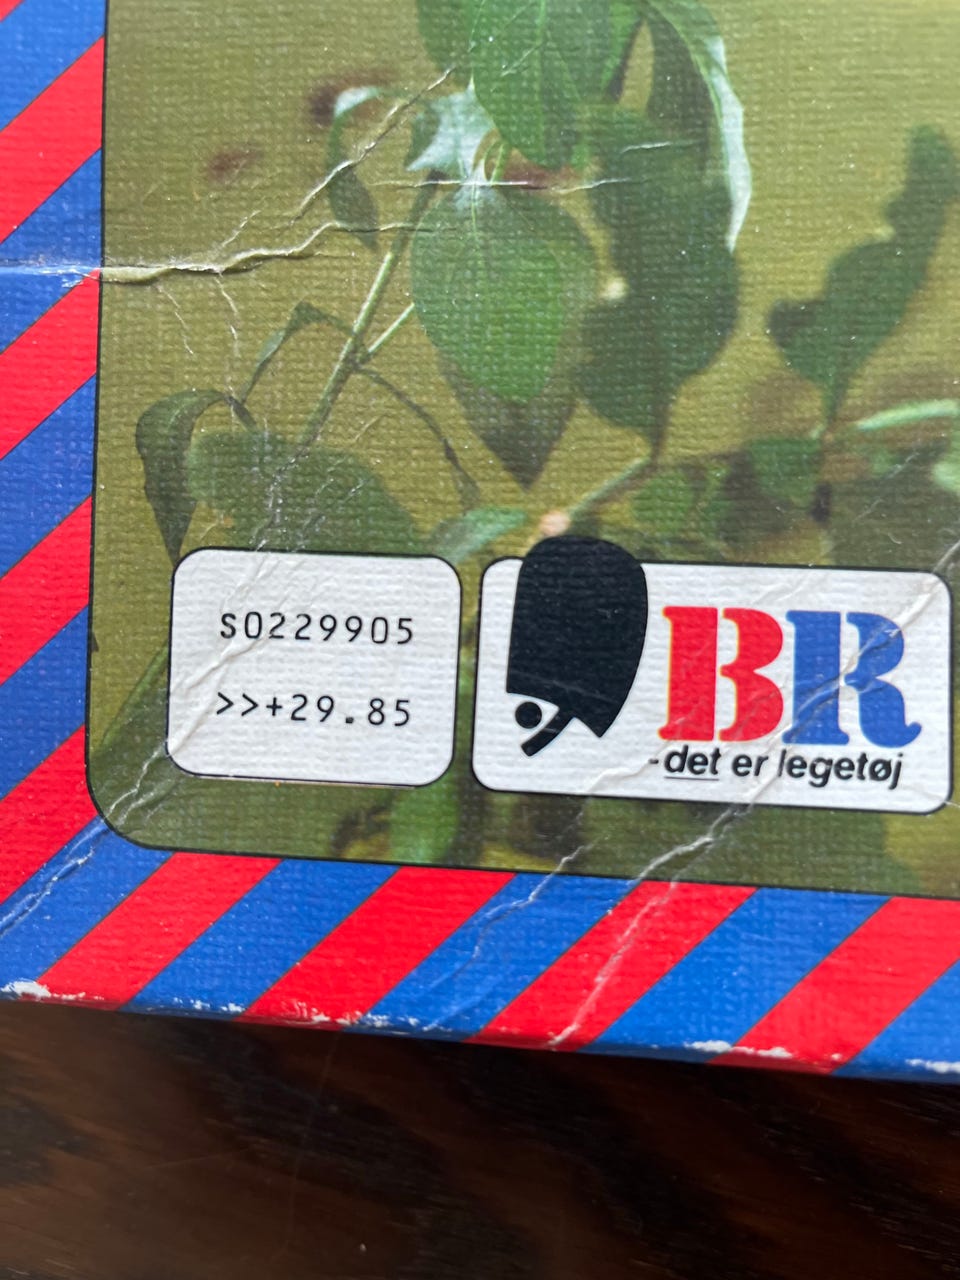 S0229905
>>+29.85
BR
-det er legetøj